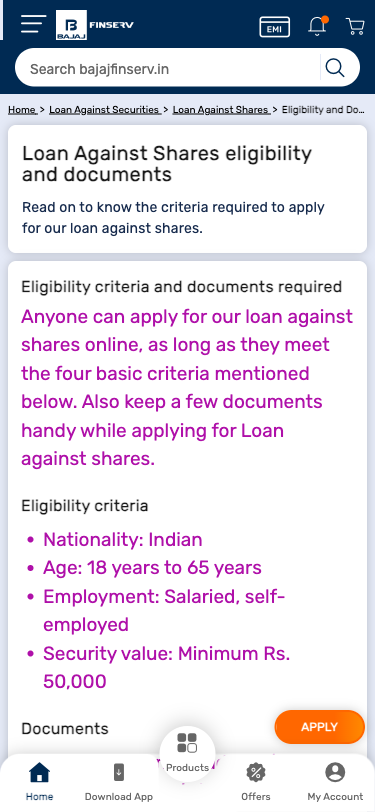 B
BAJAJ
FINSERV
EMI
Search bajajfinserv.in
Home > Loan Against Securities > Loan Against Shares > Eligibility and Do...
Loan Against Shares eligibility
and documents
Read on to know the criteria required to apply
for our loan against shares.
Eligibility criteria and documents required
Anyone can apply for our loan against
shares online, as long as they meet
the four basic criteria mentioned
below. Also keep a few documents
handy while applying for Loan
against shares.
Eligibility criteria
• Nationality: Indian
• Age: 18 years to 65 years
• Employment: Salaried, self-
employed
• Security value: Minimum Rs.
50,000
Documents
APPLY
Home
Download App
Products
Offers
My Account